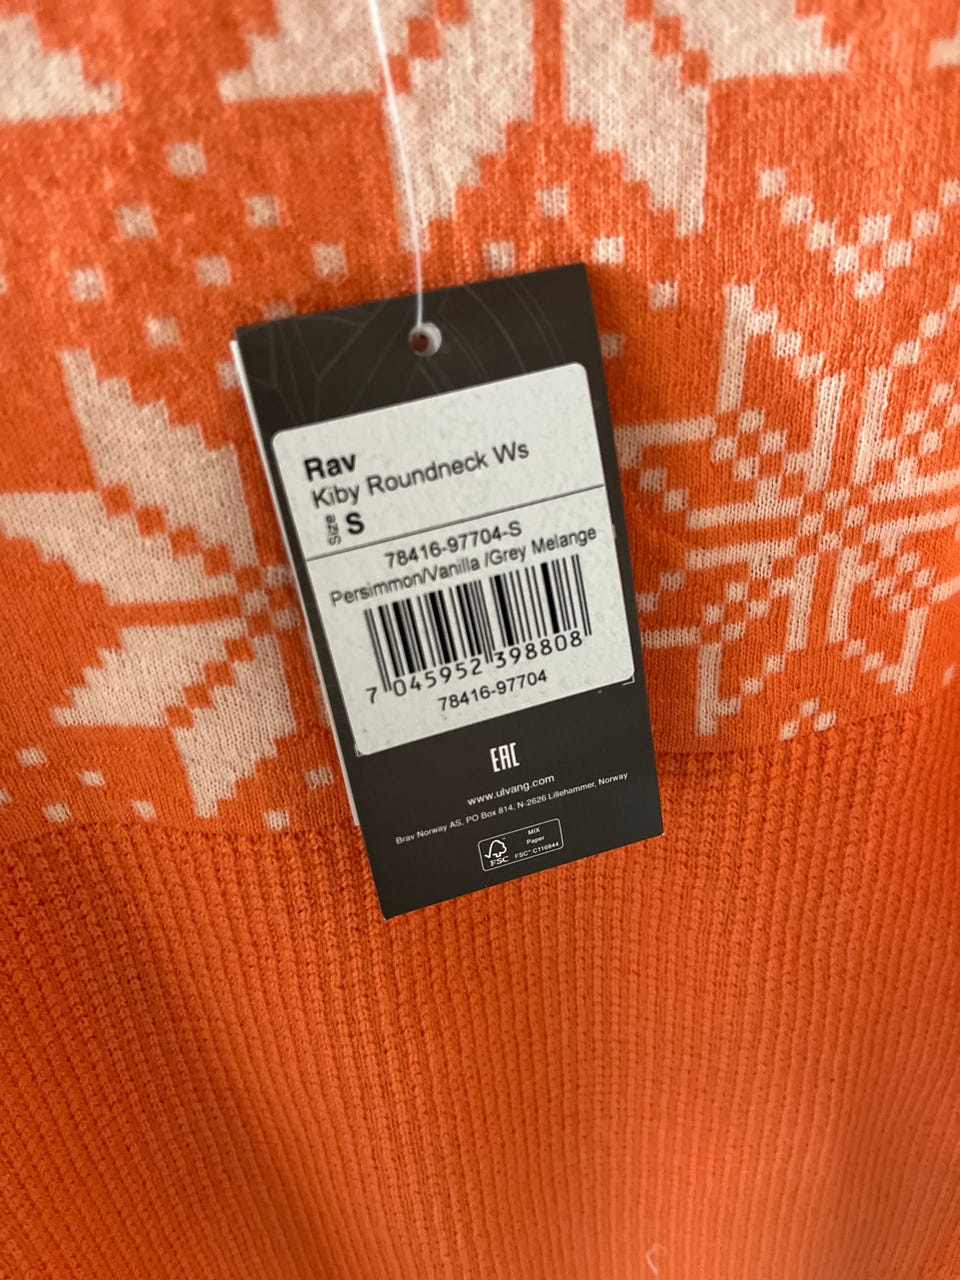 Rav
Kiby Roundneck Ws
Size S
78416-97704-S
Persimmon/Vanilla /Grey Melange
7 045952 398808
78416-97704
EAC
www.ulvang.com
Brav Norway AS, PO Box 814, N-2626 Lillehammer, Norway
FSC
MIX
Paper
FSC™ C116844